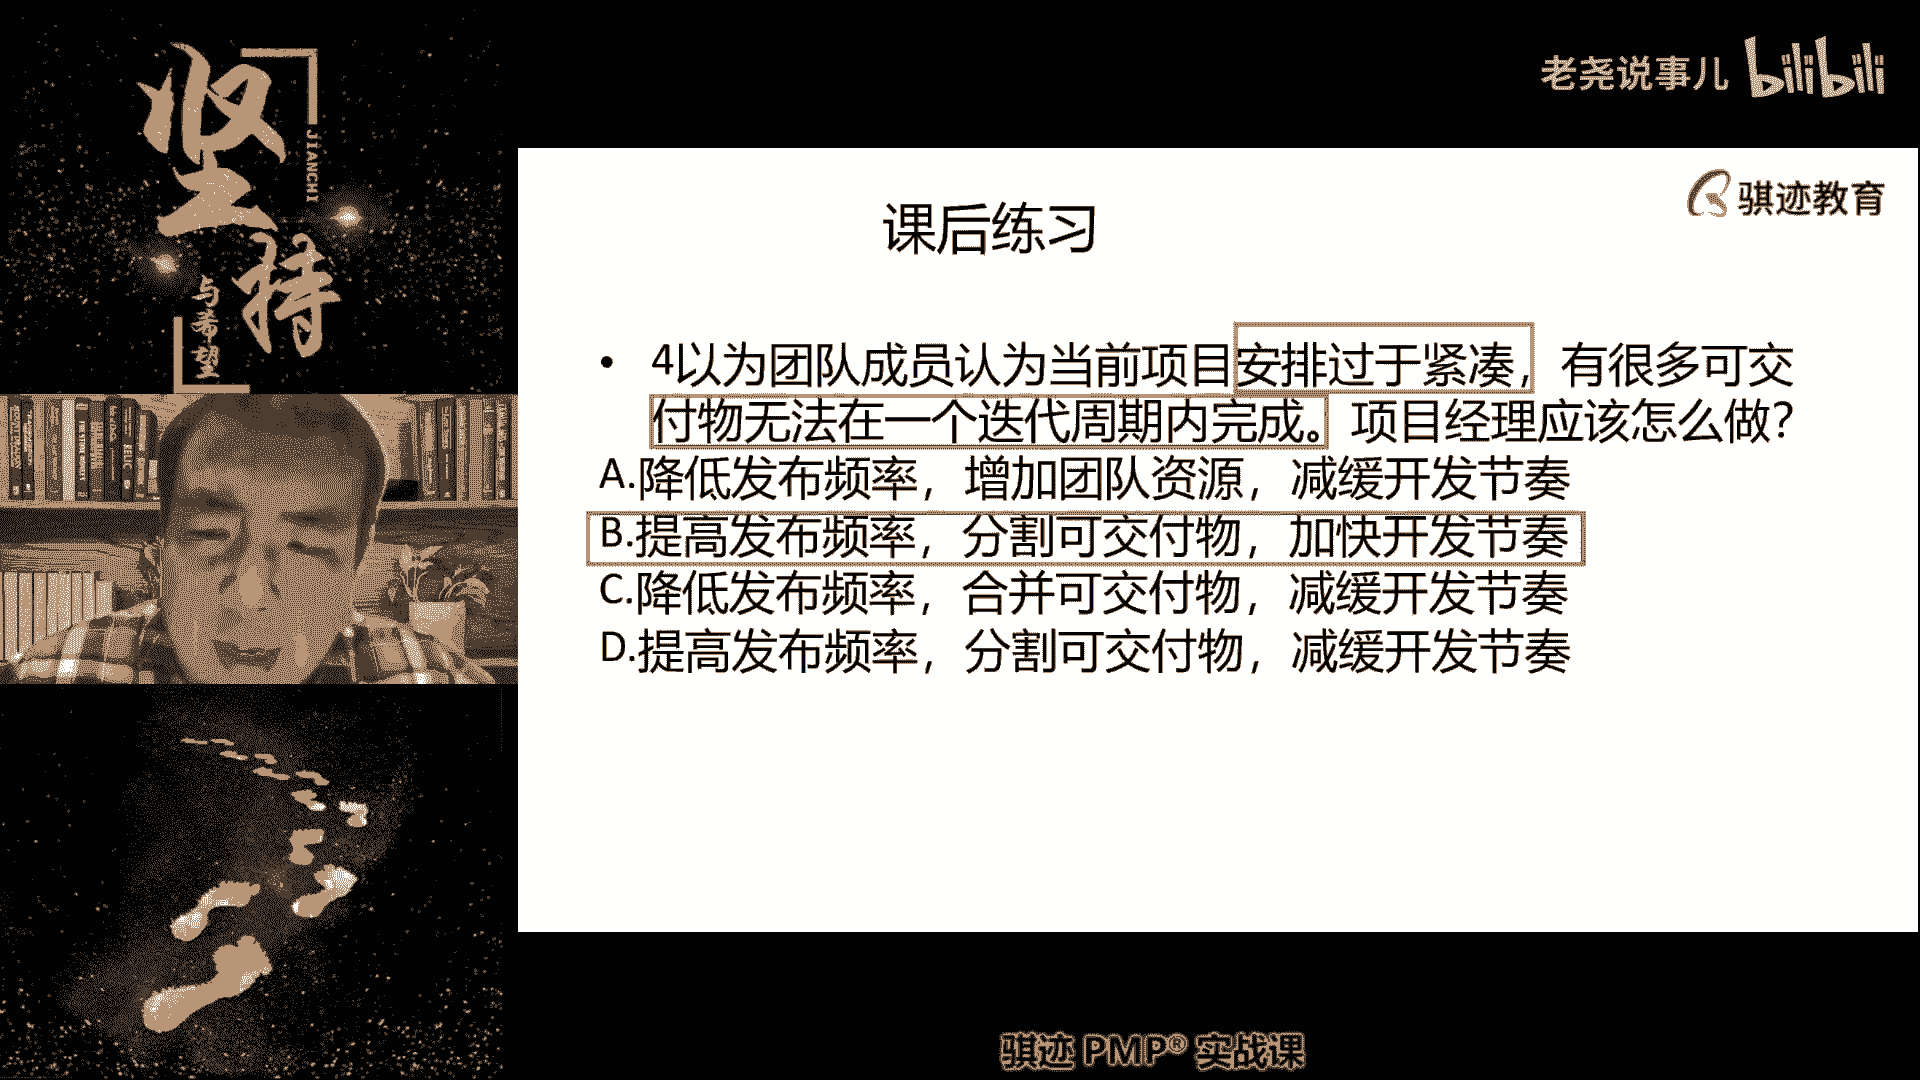 坚持
JIANCHI
与希望
老尧说事儿 bilibili
骐迹教育
课后练习
• 4以为团队成员认为当前项目安排过于紧凑，有很多可交
付物无法在一个迭代周期内完成。项目经理应该怎么做？
A.降低发布频率，增加团队资源，减缓开发节奏
B.提高发布频率，分割可交付物，加快开发节奏
C.降低发布频率，合并可交付物，减缓开发节奏
D.提高发布频率，分割可交付物，减缓开发节奏
骐迹 PMP® 实战课